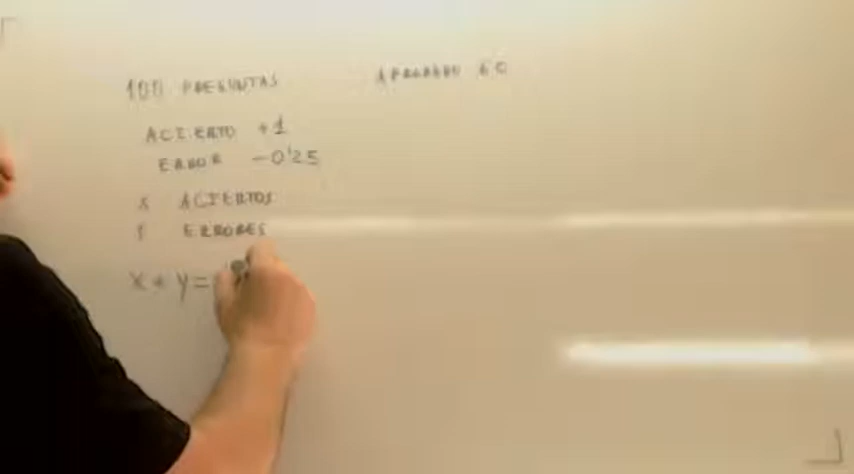 100 PREGUNTAS
APROBADO 60
ACIERTO +1
ERROR -0'25
X ACIERTOS
Y ERRORES
X + Y =